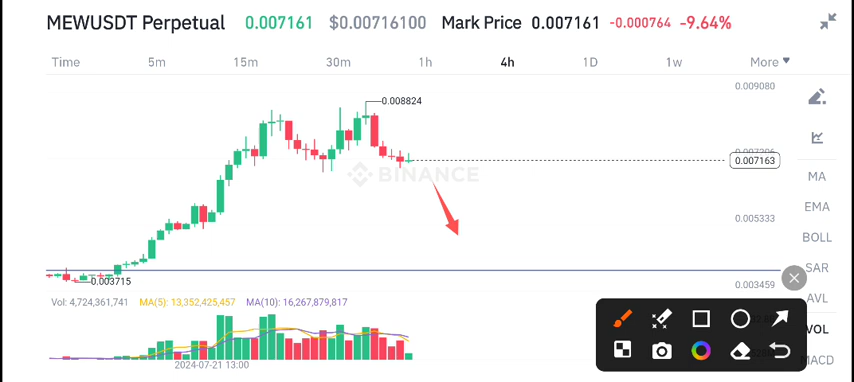 MEWUSDT Perpetual 0.007161 $0.00716100 Mark Price 0.007161 -0.000764 -9.64%
Time 5m 15m 30m 1h 4h 1D 1w More
0.009080
0.008824
0.007163
BINANCE
MA
EMA
0.005333
BOLL
SAR
0.003715
0.003459
AVL
Vol: 4,724,361,741 MA(5): 13,352,425,457 MA(10): 16,267,879,817
VOL
MACD
2024-07-21 13:00